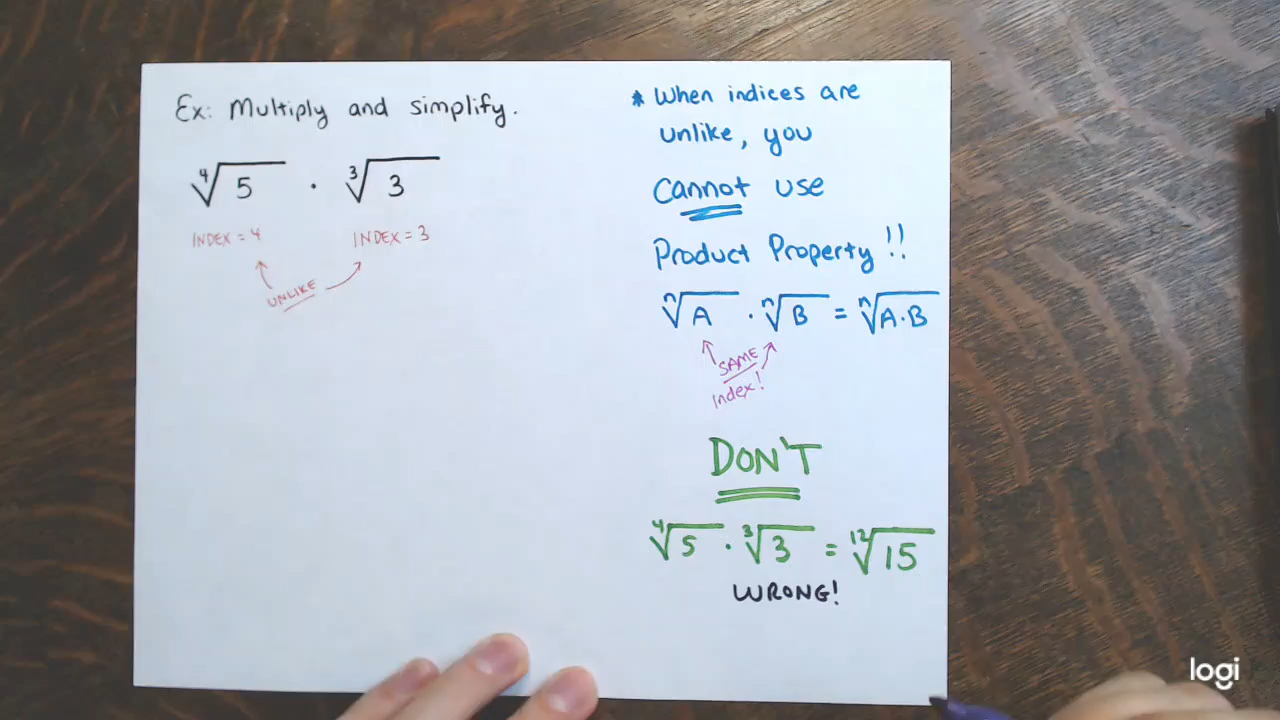 Ex: Multiply and simplify.
⁴√5 · ³√3
INDEX = 4 INDEX = 3
UNLIKE
* When indices are
unlike, you
cannot use
Product Property!!
ⁿ√A · ⁿ√B = ⁿ√A·B
SAME
index!
DON'T
⁴√5 · ³√3 = ¹²√15
WRONG!
logi